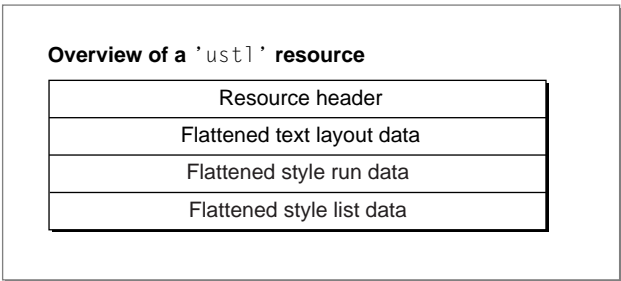 Overview of a 'ustl' resource
Resource header
Flattened text layout data
Flattened style run data
Flattened style list data